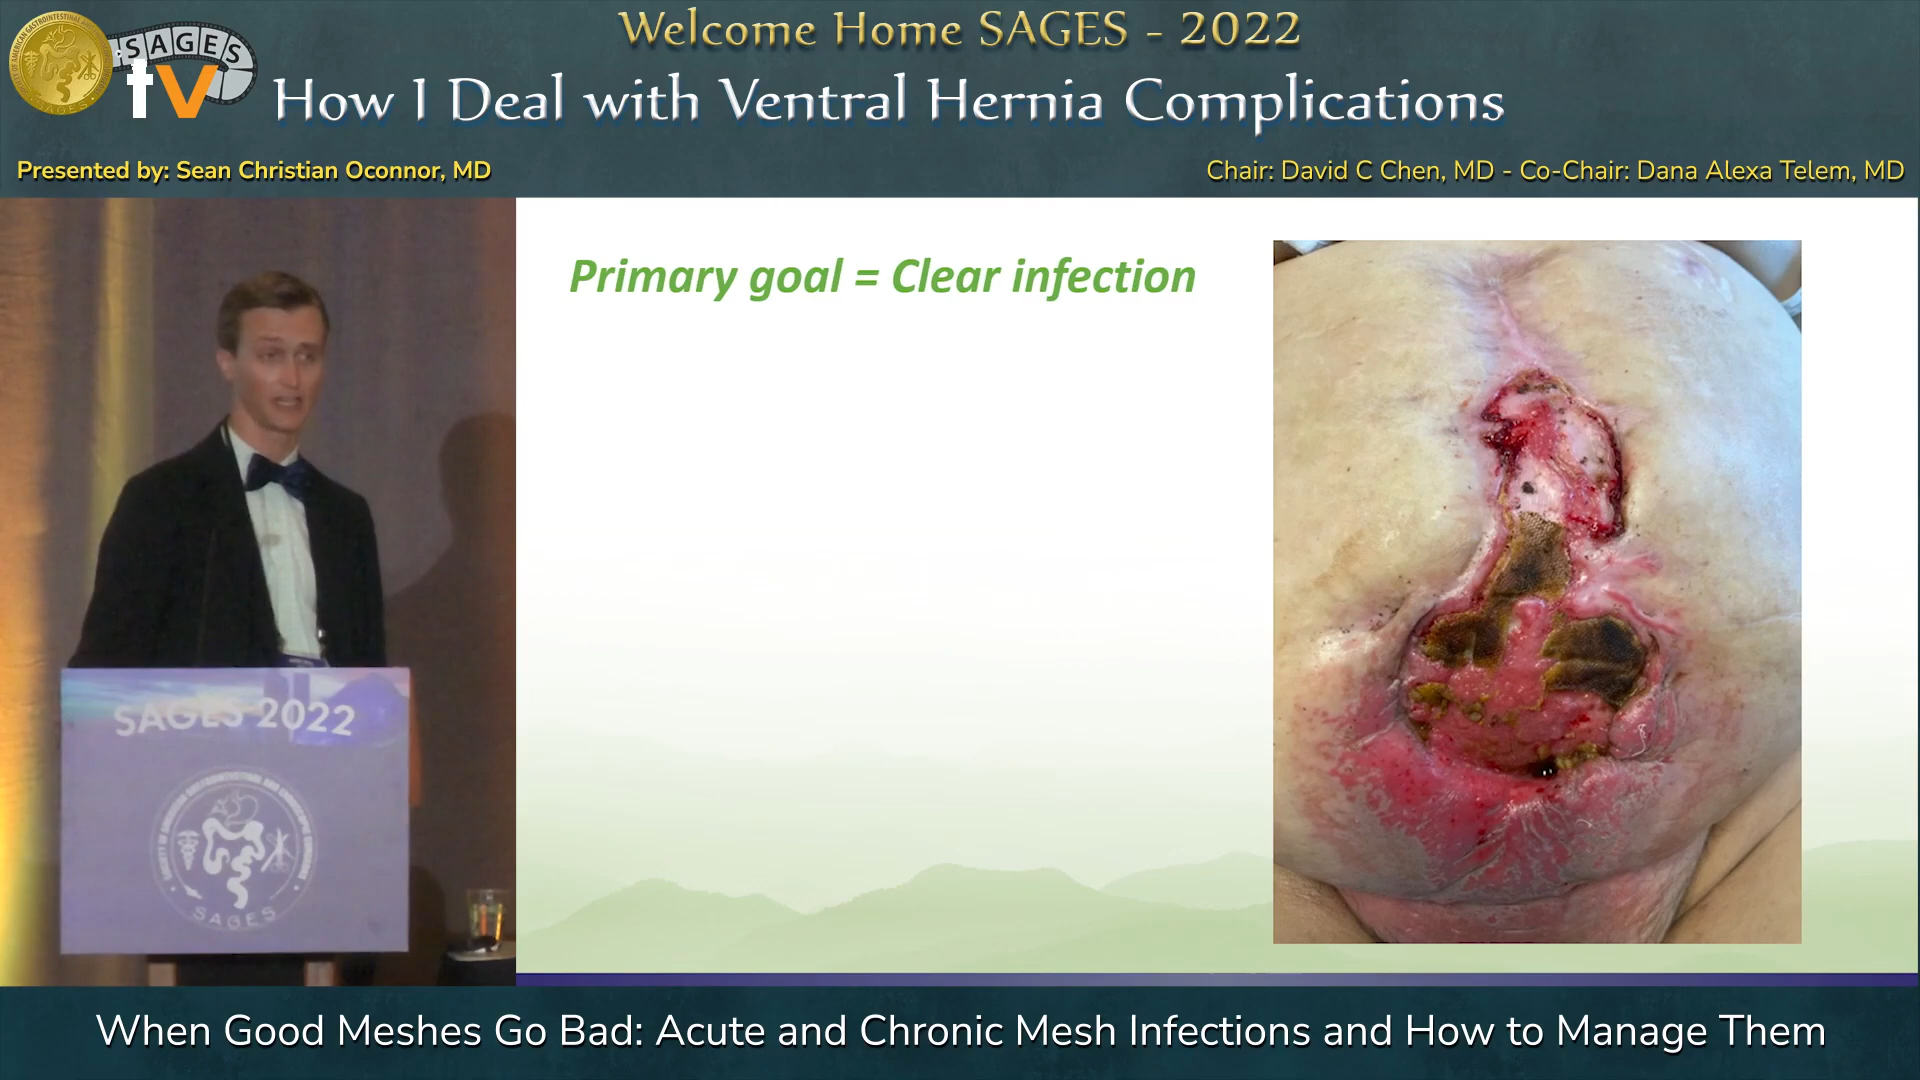 Welcome Home SAGES - 2022
SAGES
tv
How I Deal with Ventral Hernia Complications
Presented by: Sean Christian Oconnor, MD
Chair: David C Chen, MD - Co-Chair: Dana Alexa Telem, MD
Primary goal = Clear infection
SAGES 2022
SAGES
When Good Meshes Go Bad: Acute and Chronic Mesh Infections and How to Manage Them